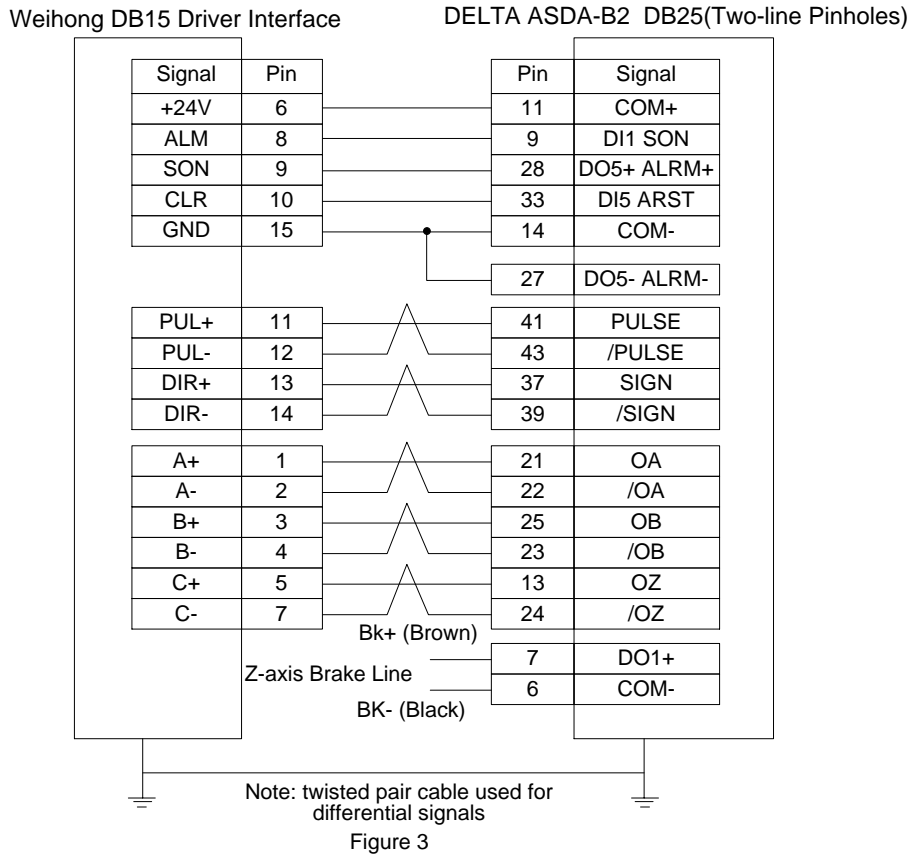 Weihong DB15 Driver Interface DELTA ASDA-B2 DB25(Two-line Pinholes)
Signal Pin Pin Signal
+24V 6 11 COM+
ALM 8 9 DI1 SON
SON 9 28 DO5+ ALRM+
CLR 10 33 DI5 ARST
GND 15 14 COM-
27 DO5- ALRM-
PUL+ 11 41 PULSE
PUL- 12 43 /PULSE
DIR+ 13 37 SIGN
DIR- 14 39 /SIGN
A+ 1 21 OA
A- 2 22 /OA
B+ 3 25 OB
B- 4 23 /OB
C+ 5 13 OZ
C- 7 24 /OZ
Bk+ (Brown)
7 DO1+
Z-axis Brake Line
6 COM-
BK- (Black)
Note: twisted pair cable used for
differential signals
Figure 3